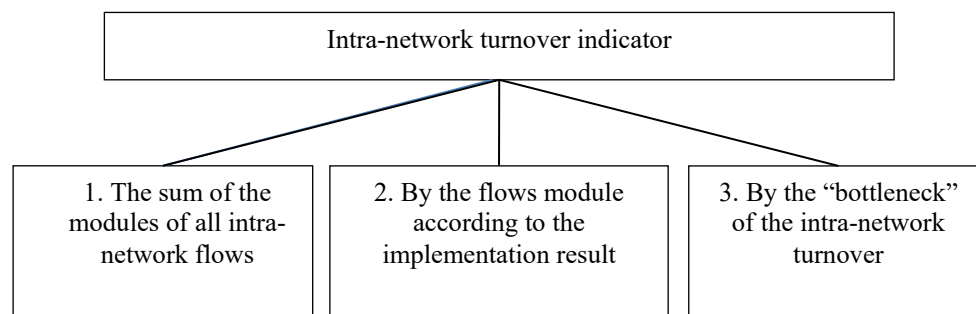 Intra-network turnover indicator
1. The sum of the
modules of all intra-
network flows
2. By the flows module
according to the
implementation result
3. By the “bottleneck”
of the intra-network
turnover